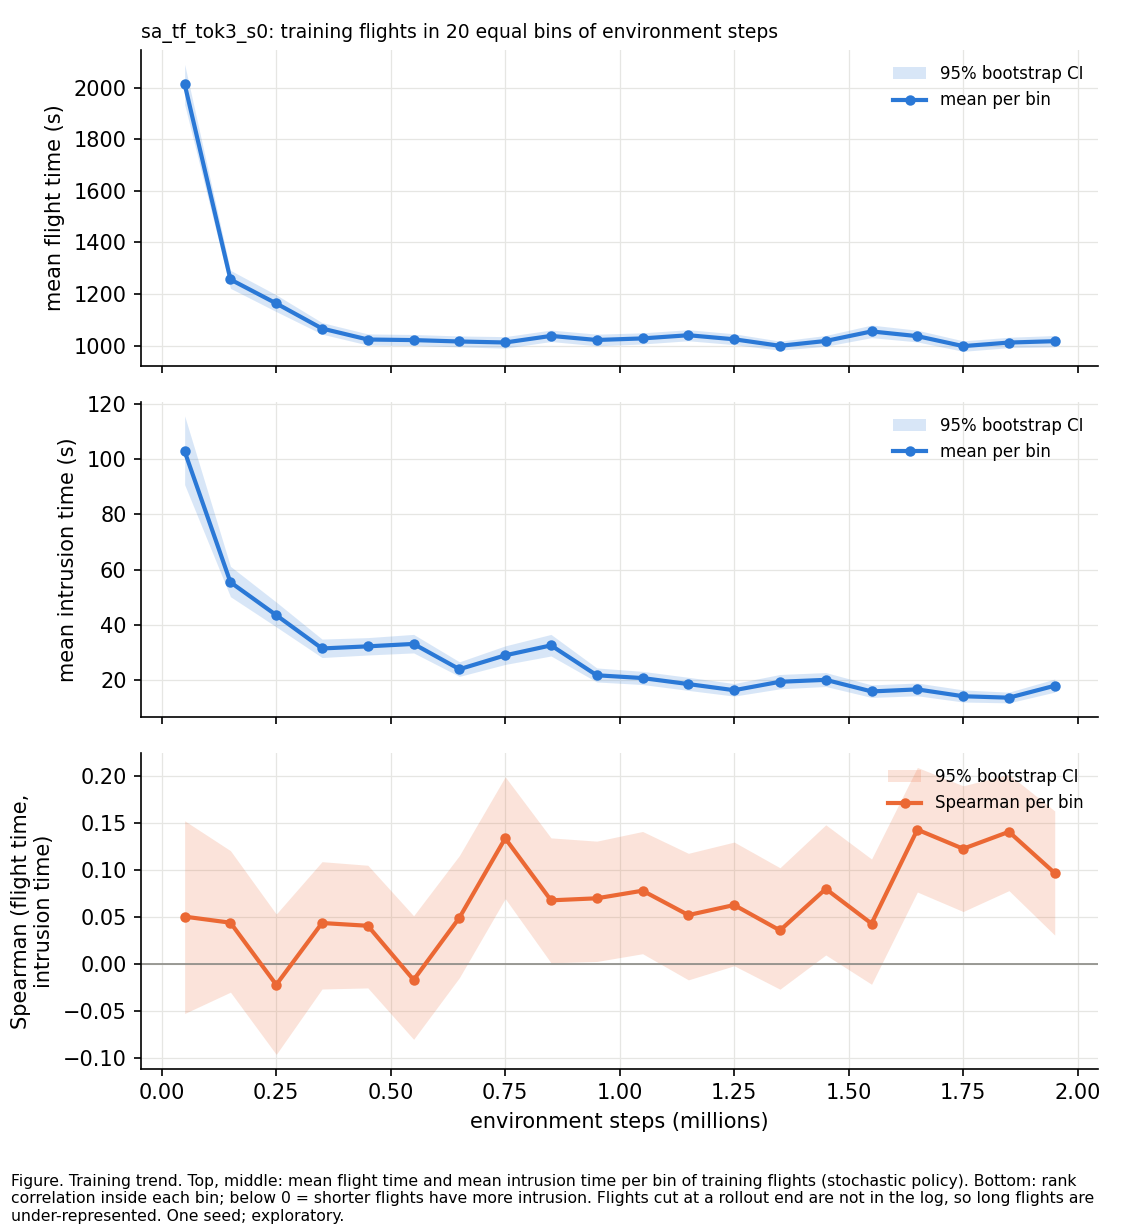 sa_tf_tok3_s0: training flights in 20 equal bins of environment steps
mean flight time (s)
2000
1800
1600
1400
1200
1000
95% bootstrap CI
mean per bin
mean intrusion time (s)
120
100
80
60
40
20
95% bootstrap CI
mean per bin
Spearman (flight time,
intrusion time)
0.20
0.15
0.10
0.05
0.00
−0.05
−0.10
95% bootstrap CI
Spearman per bin
0.00 0.25 0.50 0.75 1.00 1.25 1.50 1.75 2.00
environment steps (millions)
Figure. Training trend. Top, middle: mean flight time and mean intrusion time per bin of training flights (stochastic policy). Bottom: rank
correlation inside each bin; below 0 = shorter flights have more intrusion. Flights cut at a rollout end are not in the log, so long flights are
under-represented. One seed; exploratory.